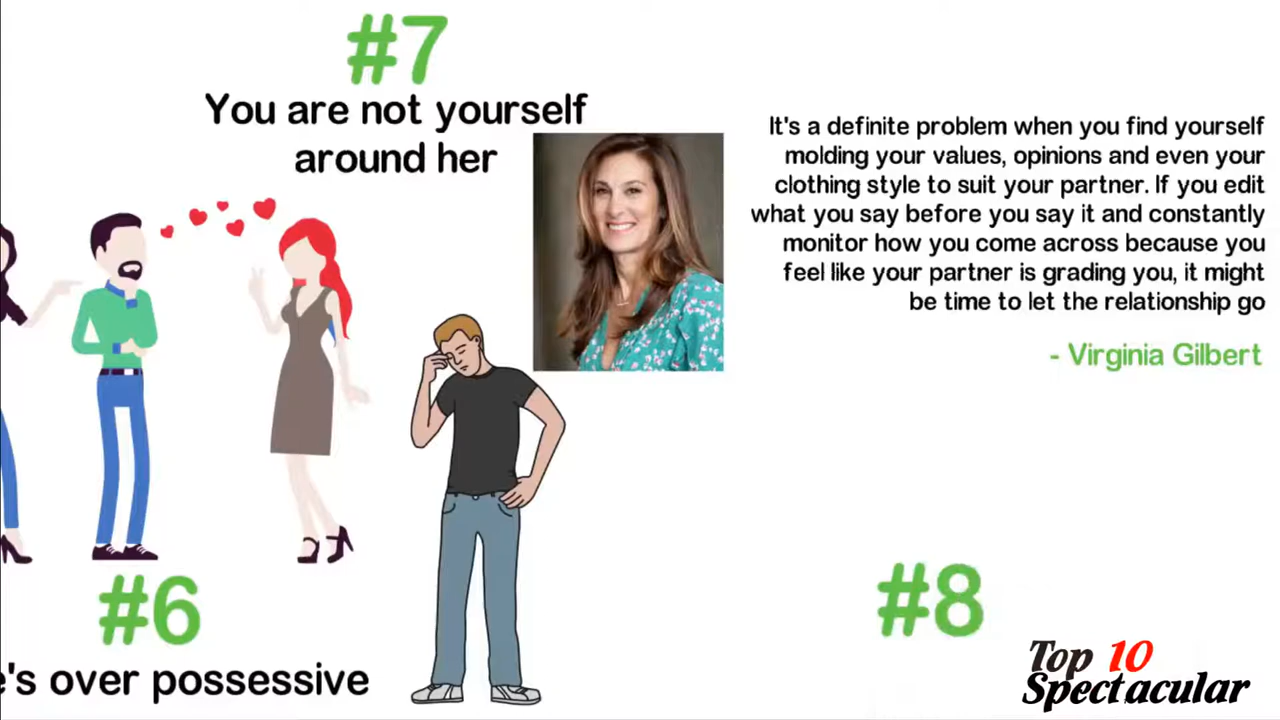 #7
You are not yourself
around her
It's a definite problem when you find yourself
molding your values, opinions and even your
clothing style to suit your partner. If you edit
what you say before you say it and constantly
monitor how you come across because you
feel like your partner is grading you, it might
be time to let the relationship go
- Virginia Gilbert
#6
e's over possessive
#8
Top 10
Spectacular